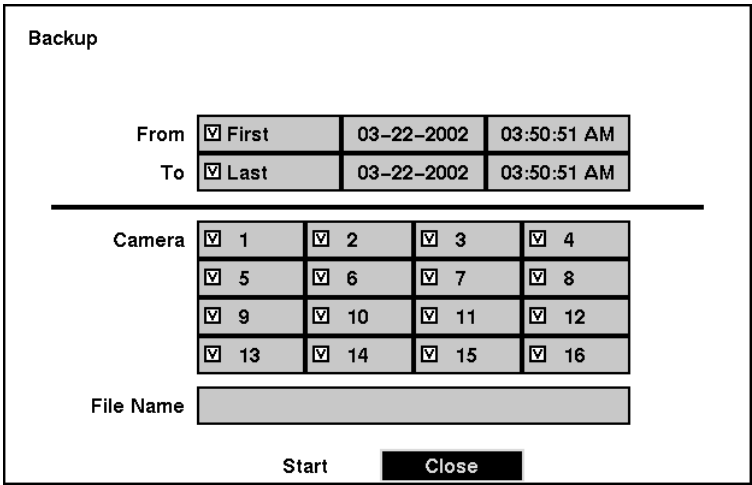 Backup
From First 03-22-2002 03:50:51 AM
To Last 03-22-2002 03:50:51 AM
Camera 1 2 3 4
5 6 7 8
9 10 11 12
13 14 15 16
File Name
Start Close